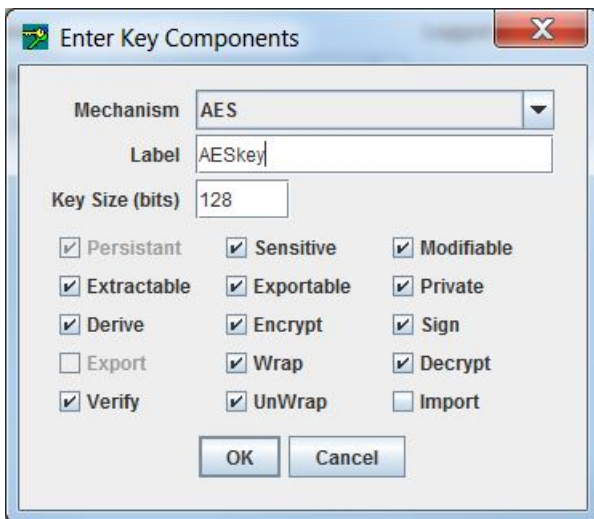 Enter Key Components
Mechanism AES
Label AESkey
Key Size (bits) 128
Persistant Sensitive Modifiable
Extractable Exportable Private
Derive Encrypt Sign
Export Wrap Decrypt
Verify UnWrap Import
OK Cancel